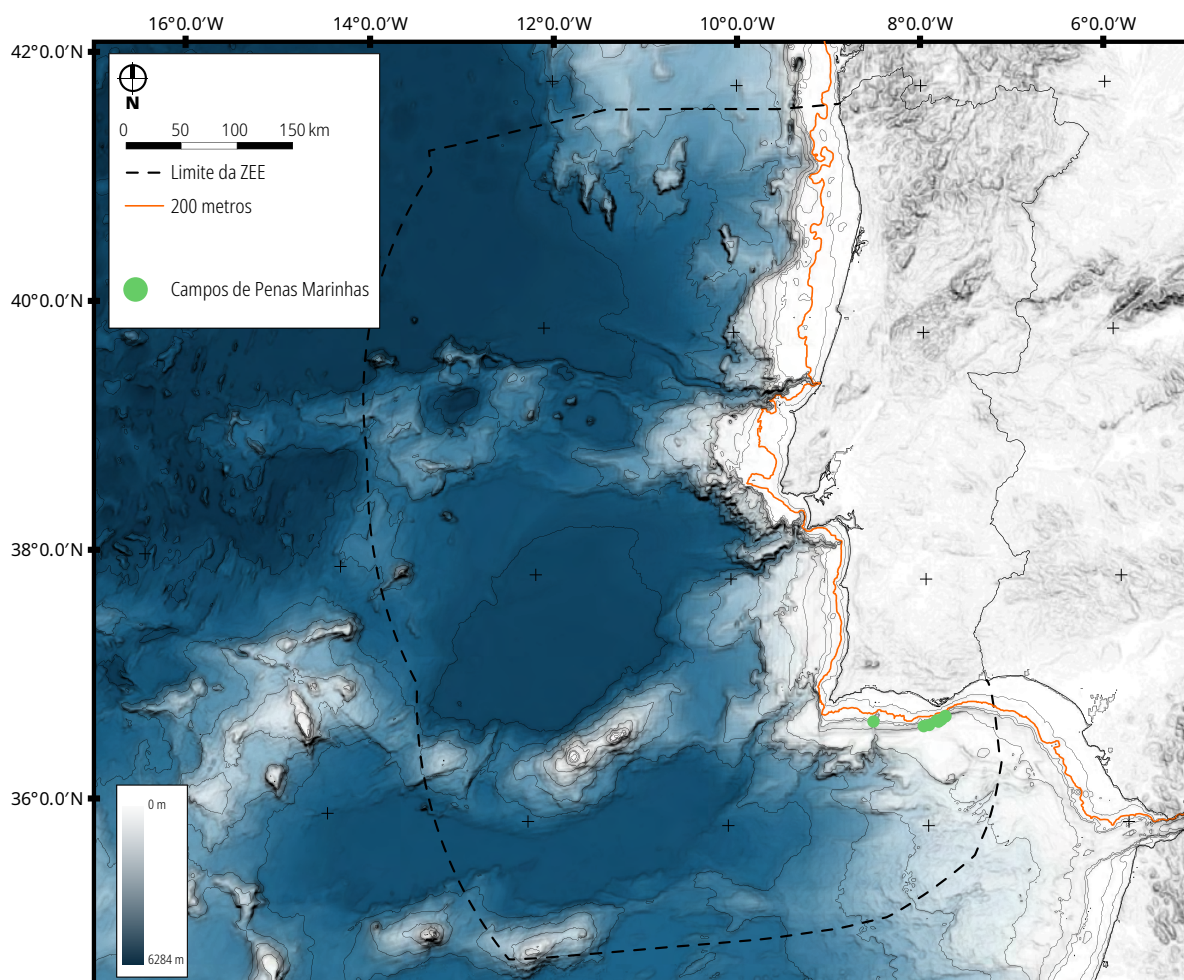 16°0.0′W 14°0.0′W 12°0.0′W 10°0.0′W 8°0.0′W 6°0.0′W
42°0.0′N
N
0 50 100 150 km
Limite da ZEE
200 metros
Campos de Penas Marinhas
40°0.0′N
38°0.0′N
36°0.0′N
0 m
6284 m